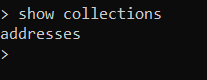 > show collections
addresses
>